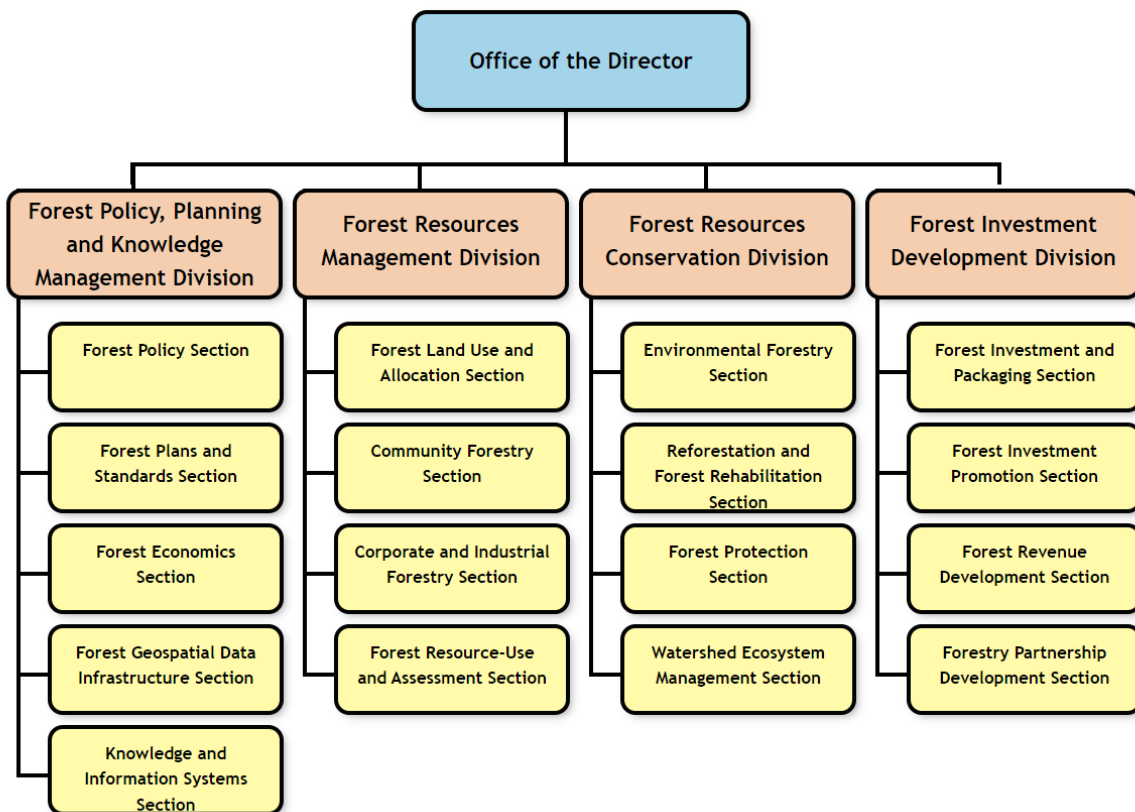 Office of the Director
Forest Policy, Planning
and Knowledge
Management Division
Forest Policy Section
Forest Plans and
Standards Section
Forest Economics
Section
Forest Geospatial Data
Infrastructure Section
Knowledge and
Information Systems
Section
Forest Resources
Management Division
Forest Land Use and
Allocation Section
Community Forestry
Section
Corporate and Industrial
Forestry Section
Forest Resource-Use
and Assessment Section
Forest Resources
Conservation Division
Environmental Forestry
Section
Reforestation and
Forest Rehabilitation
Section
Forest Protection
Section
Watershed Ecosystem
Management Section
Forest Investment
Development Division
Forest Investment and
Packaging Section
Forest Investment
Promotion Section
Forest Revenue
Development Section
Forestry Partnership
Development Section